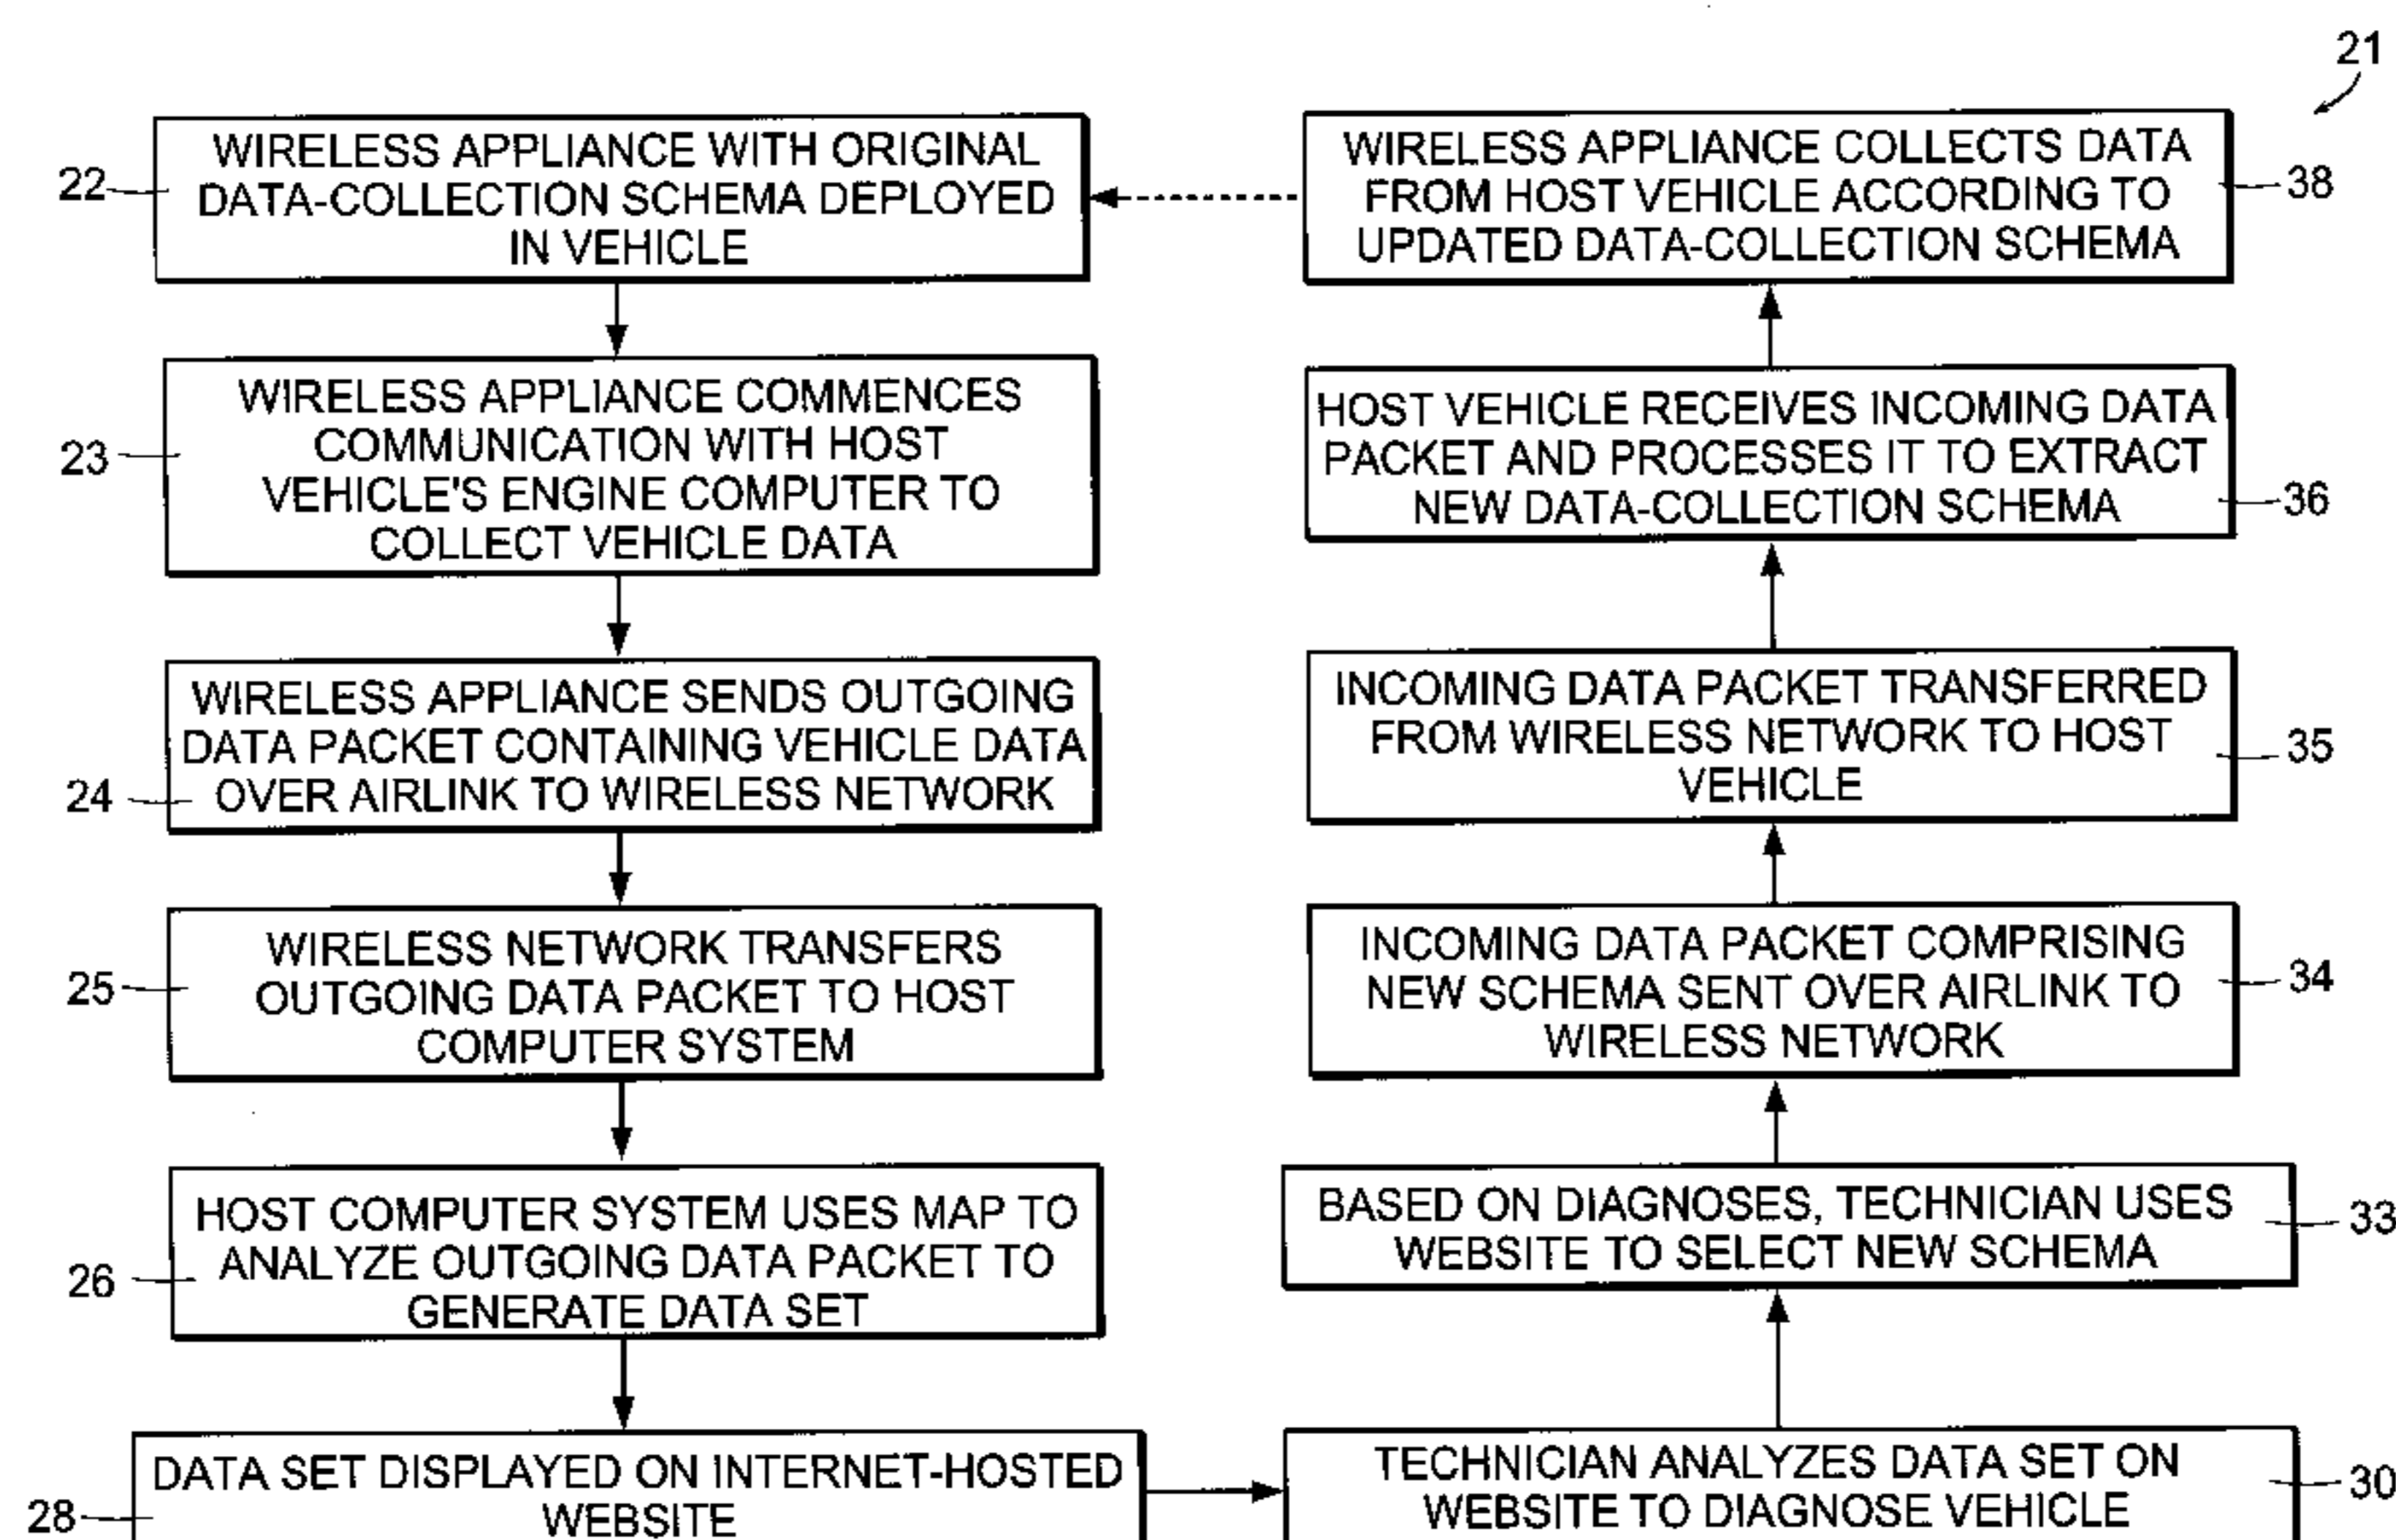 21
22
WIRELESS APPLIANCE WITH ORIGINAL
DATA-COLLECTION SCHEMA DEPLOYED
IN VEHICLE
23
WIRELESS APPLIANCE COMMENCES
COMMUNICATION WITH HOST
VEHICLE'S ENGINE COMPUTER TO
COLLECT VEHICLE DATA
24
WIRELESS APPLIANCE SENDS OUTGOING
DATA PACKET CONTAINING VEHICLE DATA
OVER AIRLINK TO WIRELESS NETWORK
25
WIRELESS NETWORK TRANSFERS
OUTGOING DATA PACKET TO HOST
COMPUTER SYSTEM
26
HOST COMPUTER SYSTEM USES MAP TO
ANALYZE OUTGOING DATA PACKET TO
GENERATE DATA SET
28
DATA SET DISPLAYED ON INTERNET-HOSTED
WEBSITE
TECHNICIAN ANALYZES DATA SET ON
WEBSITE TO DIAGNOSE VEHICLE
30
BASED ON DIAGNOSES, TECHNICIAN USES
WEBSITE TO SELECT NEW SCHEMA
33
INCOMING DATA PACKET COMPRISING
NEW SCHEMA SENT OVER AIRLINK TO
WIRELESS NETWORK
34
INCOMING DATA PACKET TRANSFERRED
FROM WIRELESS NETWORK TO HOST
VEHICLE
35
HOST VEHICLE RECEIVES INCOMING DATA
PACKET AND PROCESSES IT TO EXTRACT
NEW DATA-COLLECTION SCHEMA
36
WIRELESS APPLIANCE COLLECTS DATA
FROM HOST VEHICLE ACCORDING TO
UPDATED DATA-COLLECTION SCHEMA
38